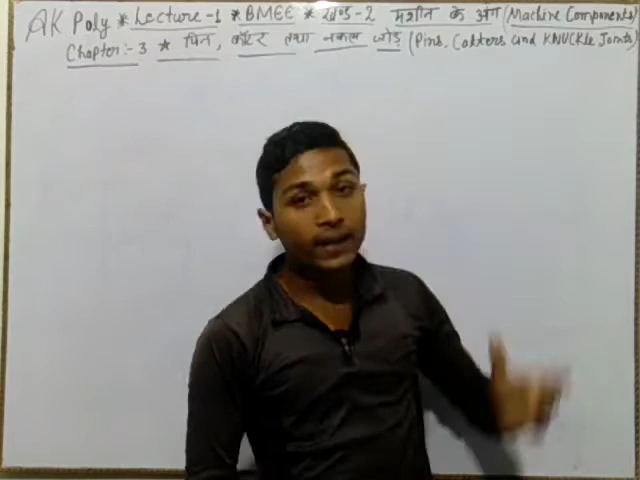 AK Poly * Lecture-1 * BMEE * खण्ड-2 मशीन के अंग (Machine Components)
Chapter:-3 * पिन, कॉटर तथा नकल जोड़ (Pins, Cotters and KNUCKle Joints)